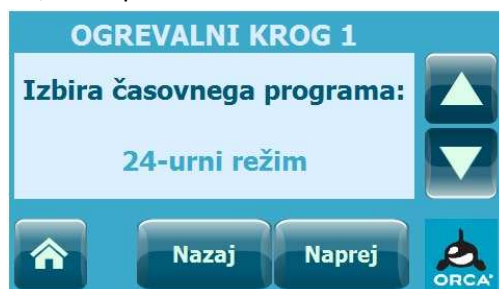 OGREVALNI KROG 1
Izbira časovnega programa:
24-urni režim
Nazaj
Naprej
ORCA